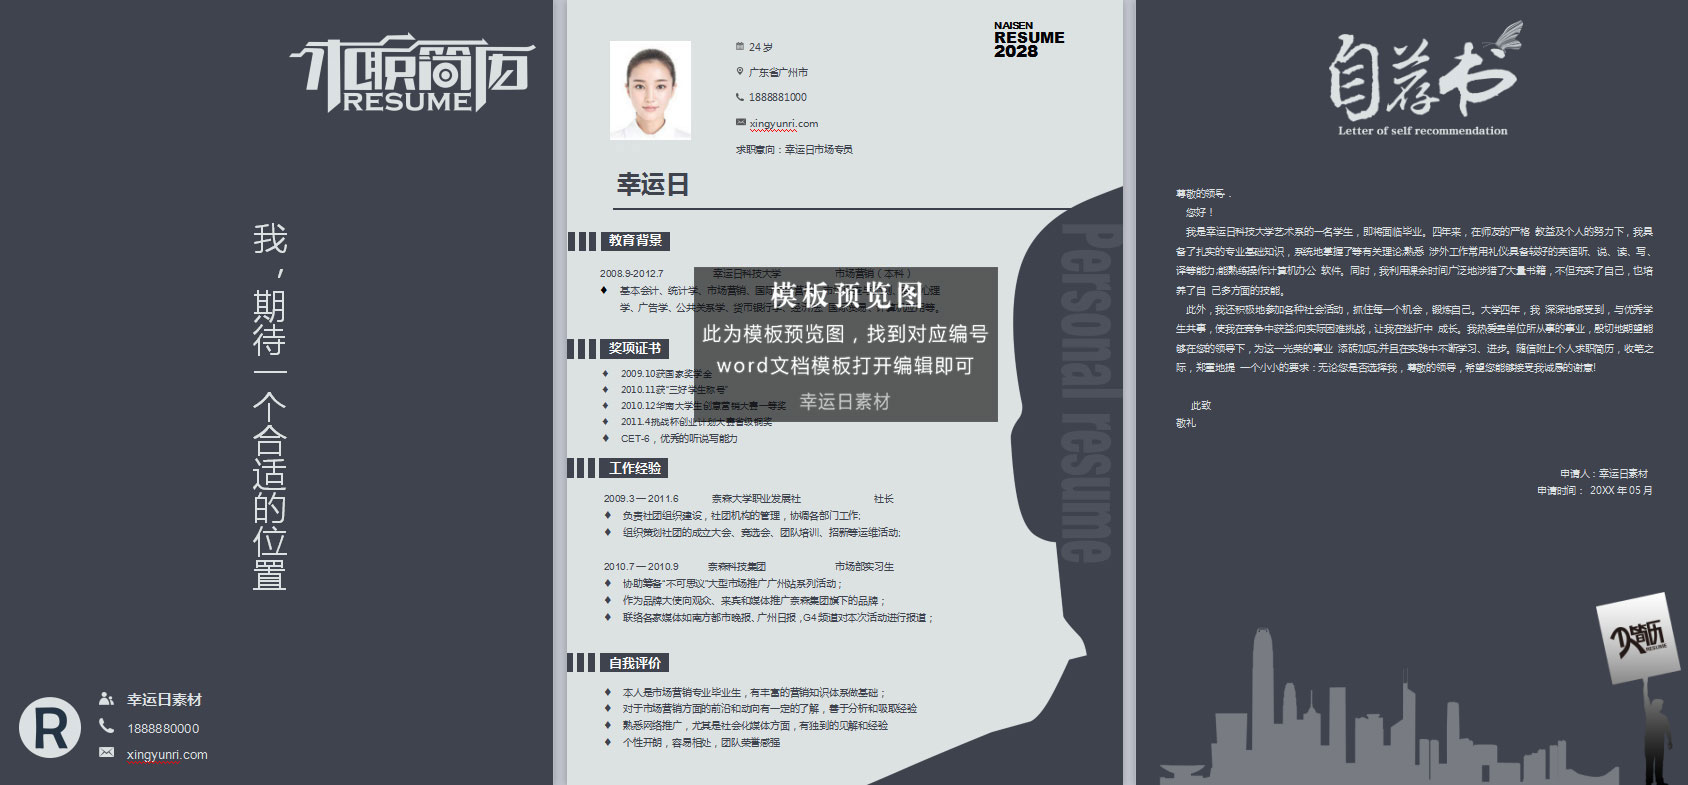 求职简历
RESUME
我，期待一个合适的位置
R
幸运日素材
1888880000
xingyunri.com
NAISEN
RESUME
2028
24 岁
广东省广州市
1888881000
xingyunri.com
求职意向：幸运日市场专员
幸运日
教育背景
2008.9-2012.7 幸运日科技大学 市场营销（本科）
基本会计、统计学、市场营销、国际
学、广告学、公共关系学、货币银行学、经济法、国际贸易、计算机应用等。
模板预览图
此为模板预览图，找到对应编号
word文档模板打开编辑即可
幸运日素材
奖项证书
2009.10获国家奖学金
2010.11获“三好学生称号”
2010.12华南大学生创意营销大赛一等奖
2011.4挑战杯创业计划大赛省级铜奖
CET-6，优秀的听说写能力
工作经验
2009.3 — 2011.6 奈森大学职业发展社 社长
负责社团组织建设，社团机构的管理，协调各部门工作;
组织策划社团的成立大会、竞选会、团队培训、招新等运维活动;
2010.7 — 2010.9 奈森科技集团 市场部实习生
协助筹备“不可思议”大型市场推广广州站系列活动；
作为品牌大使向观众、来宾和媒体推广奈森集团旗下的品牌；
联络各家媒体如南方都市晚报、广州日报，G4 频道对本次活动进行报道；
自我评价
本人是市场营销专业毕业生，有丰富的营销知识体系做基础；
对于市场营销方面的前沿和动向有一定的了解，善于分析和吸取经验
熟悉网络推广，尤其是社会化媒体方面，有独到的见解和经验
个性开朗，容易相处，团队荣誉感强
Personal resume
自荐书
Letter of self recommendation
尊敬的领导．
您好！
我是幸运日科技大学艺术系的一名学生，即将面临毕业。四年来，在师友的严格 教益及个人的努力下，我具
备了扎实的专业基础知识，系统地掌握了等有关理论;熟悉 涉外工作常用礼仪;具备较好的英语听、说、读、写、
译等能力;能熟练操作计算机办公 软件。同时，我利用课余时间广泛地涉猎了大量书籍，不但充实了自己，也培
养了自 己多方面的技能。
此外，我还积极地参加各种社会活动，抓住每一个机会，锻炼自己。大学四年，我 深深地感受到，与优秀学
生共事，使我在竞争中获益;向实际困难挑战，让我在挫折中 成长。我热爱贵单位所从事的事业，殷切地期望能
够在您的领导下，为这一光荣的事业 添砖加瓦;并且在实践中不断学习、进步。随信附上个人求职简历，收笔之
际，郑重地提 一个小小的要求：无论您是否选择我，尊敬的领导，希望您能够接受我诚恳的谢意!
此致
敬礼
申请人：幸运日素材
申请时间： 20XX 年 05 月
简历
RESUME